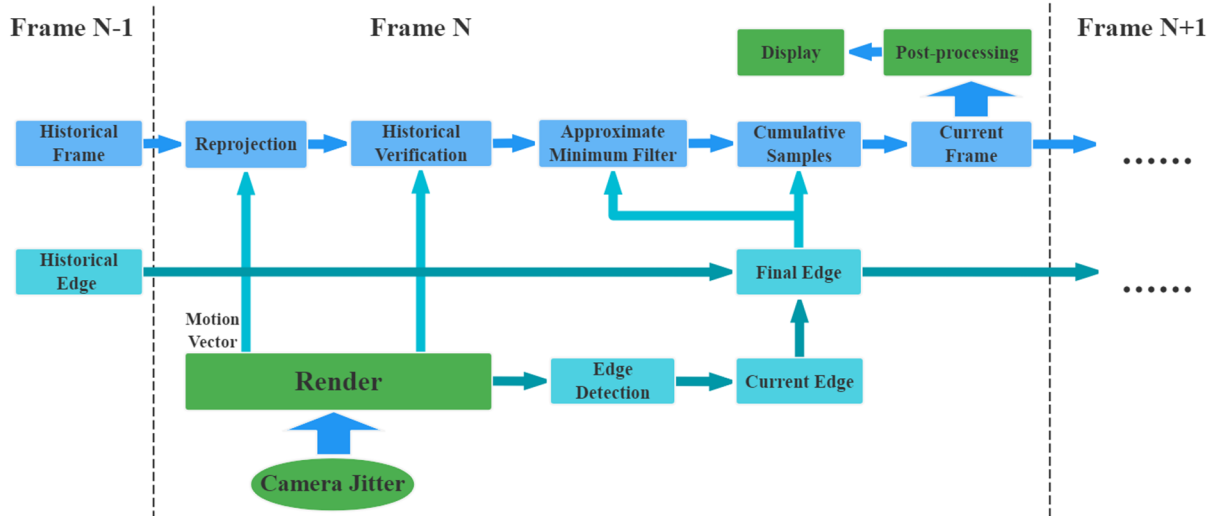 Frame N-1
Frame N
Frame N+1
Display
Post-processing
Historical
Frame
Reprojection
Historical
Verification
Approximate
Minimum Filter
Cumulative
Samples
Current
Frame
......
Historical
Edge
Final Edge
......
Motion
Vector
Render
Edge
Detection
Current Edge
Camera Jitter